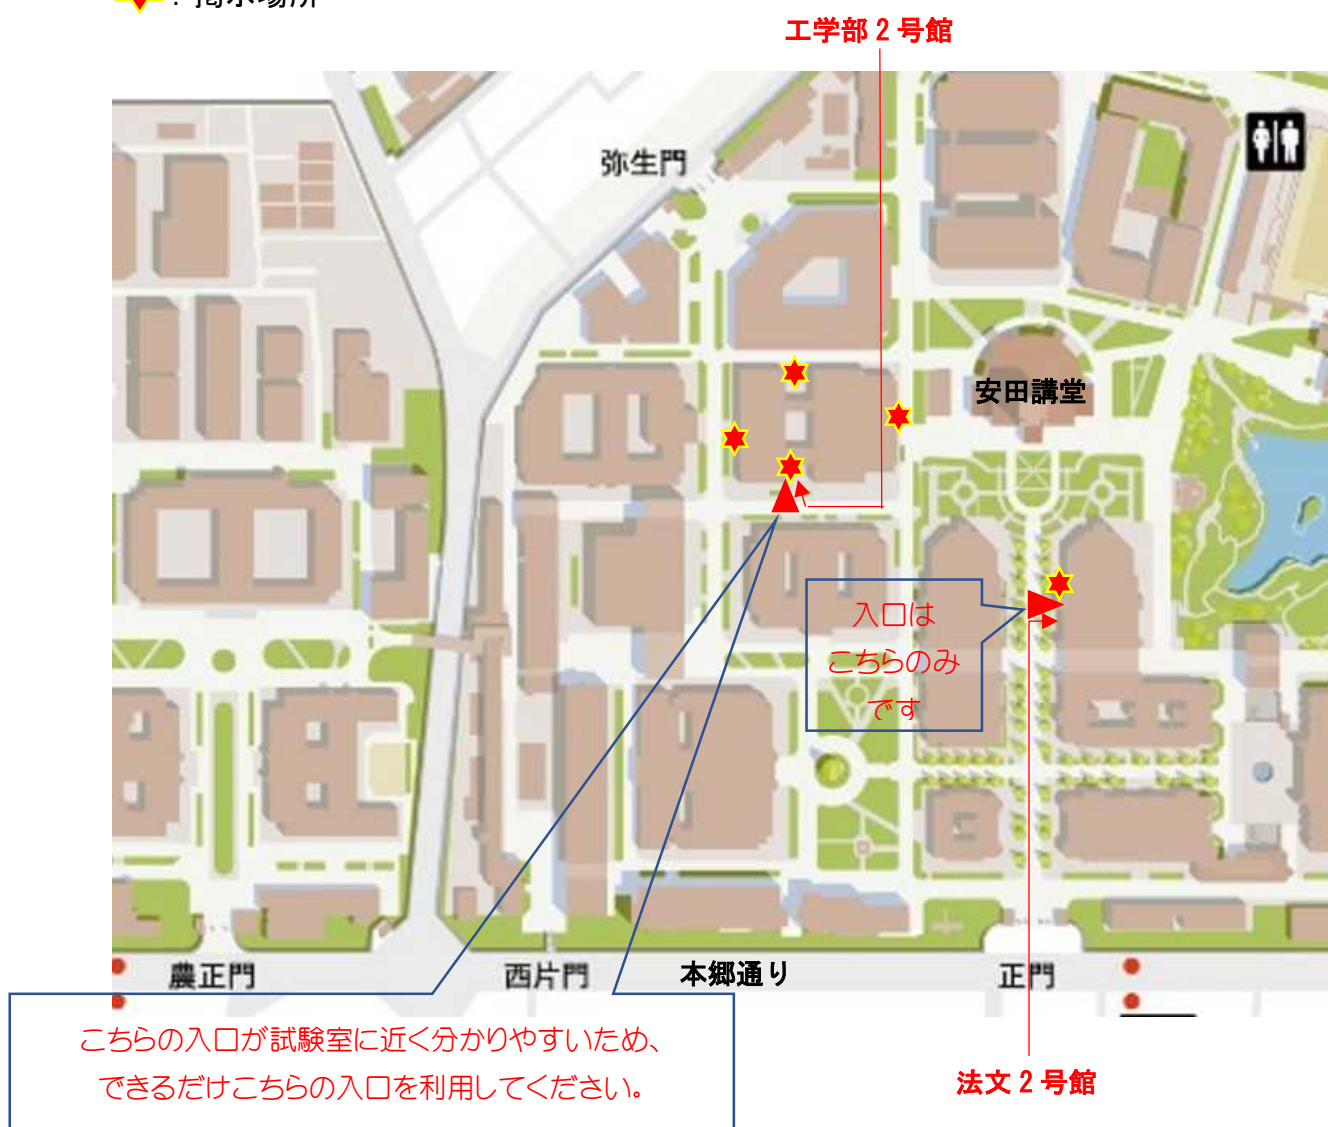 ：掲示場所
工学部２号館
弥生門
安田講堂
入口は
こちらのみ
です
農正門
西片門
本郷通り
正門
こちらの入口が試験室に近く分かりやすいため、
できるだけこちらの入口を利用してください。
法文２号館